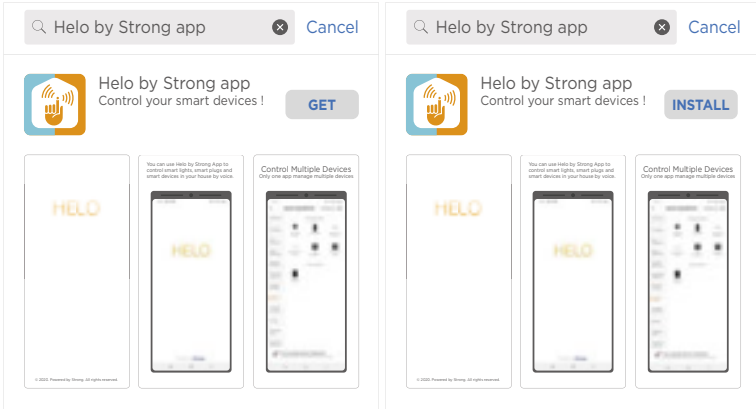 Helo by Strong app
Cancel
Helo by Strong app
Control your smart devices !
GET
HELO
© 2020. Powered by Strong. All rights reserved
You can use Helo by Strong App to
control smart lights, smart plugs and
smart devices in your house by voice.
HELO
Control Multiple Devices
Only one app manage multiple devices
Helo by Strong app
Cancel
Helo by Strong app
Control your smart devices !
INSTALL
HELO
© 2020. Powered by Strong. All rights reserved
You can use Helo by Strong App to
control smart lights, smart plugs and
smart devices in your house by voice.
HELO
Control Multiple Devices
Only one app manage multiple devices